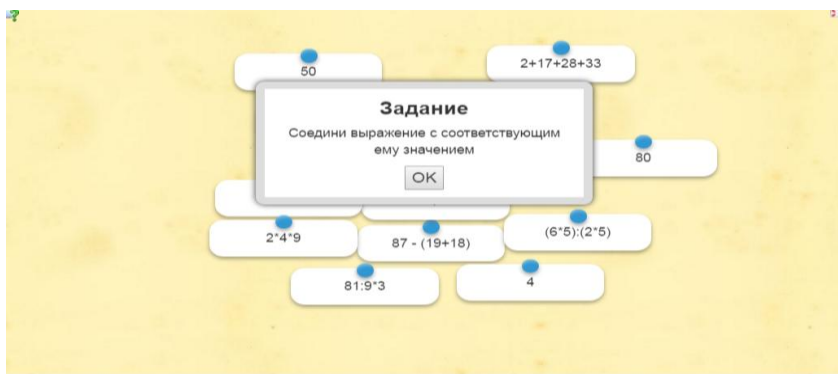 50
2+17+28+33
Задание
Соедини выражение с соответствующим
ему значением
OK
80
2*4*9
87 - (19+18)
(6*5):(2*5)
81:9*3
4